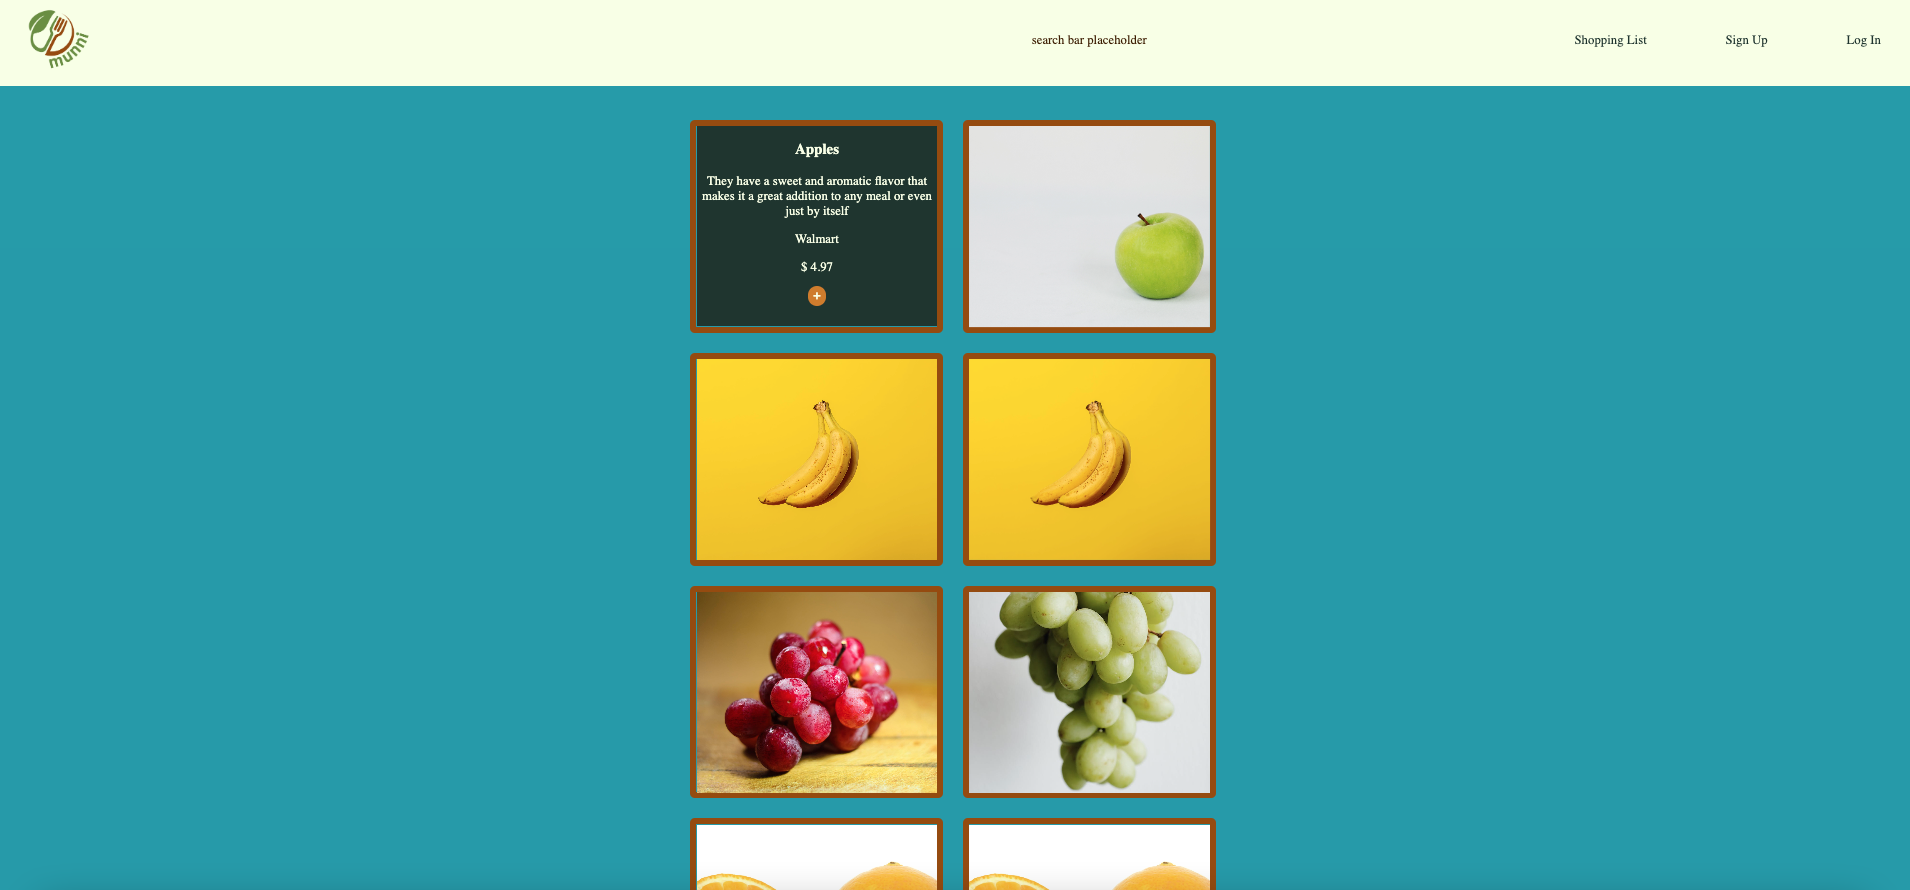 munni
search bar placeholder
Shopping List
Sign Up
Log In
Apples
They have a sweet and aromatic flavor that
makes it a great addition to any meal or even
just by itself
Walmart
$ 4.97
+